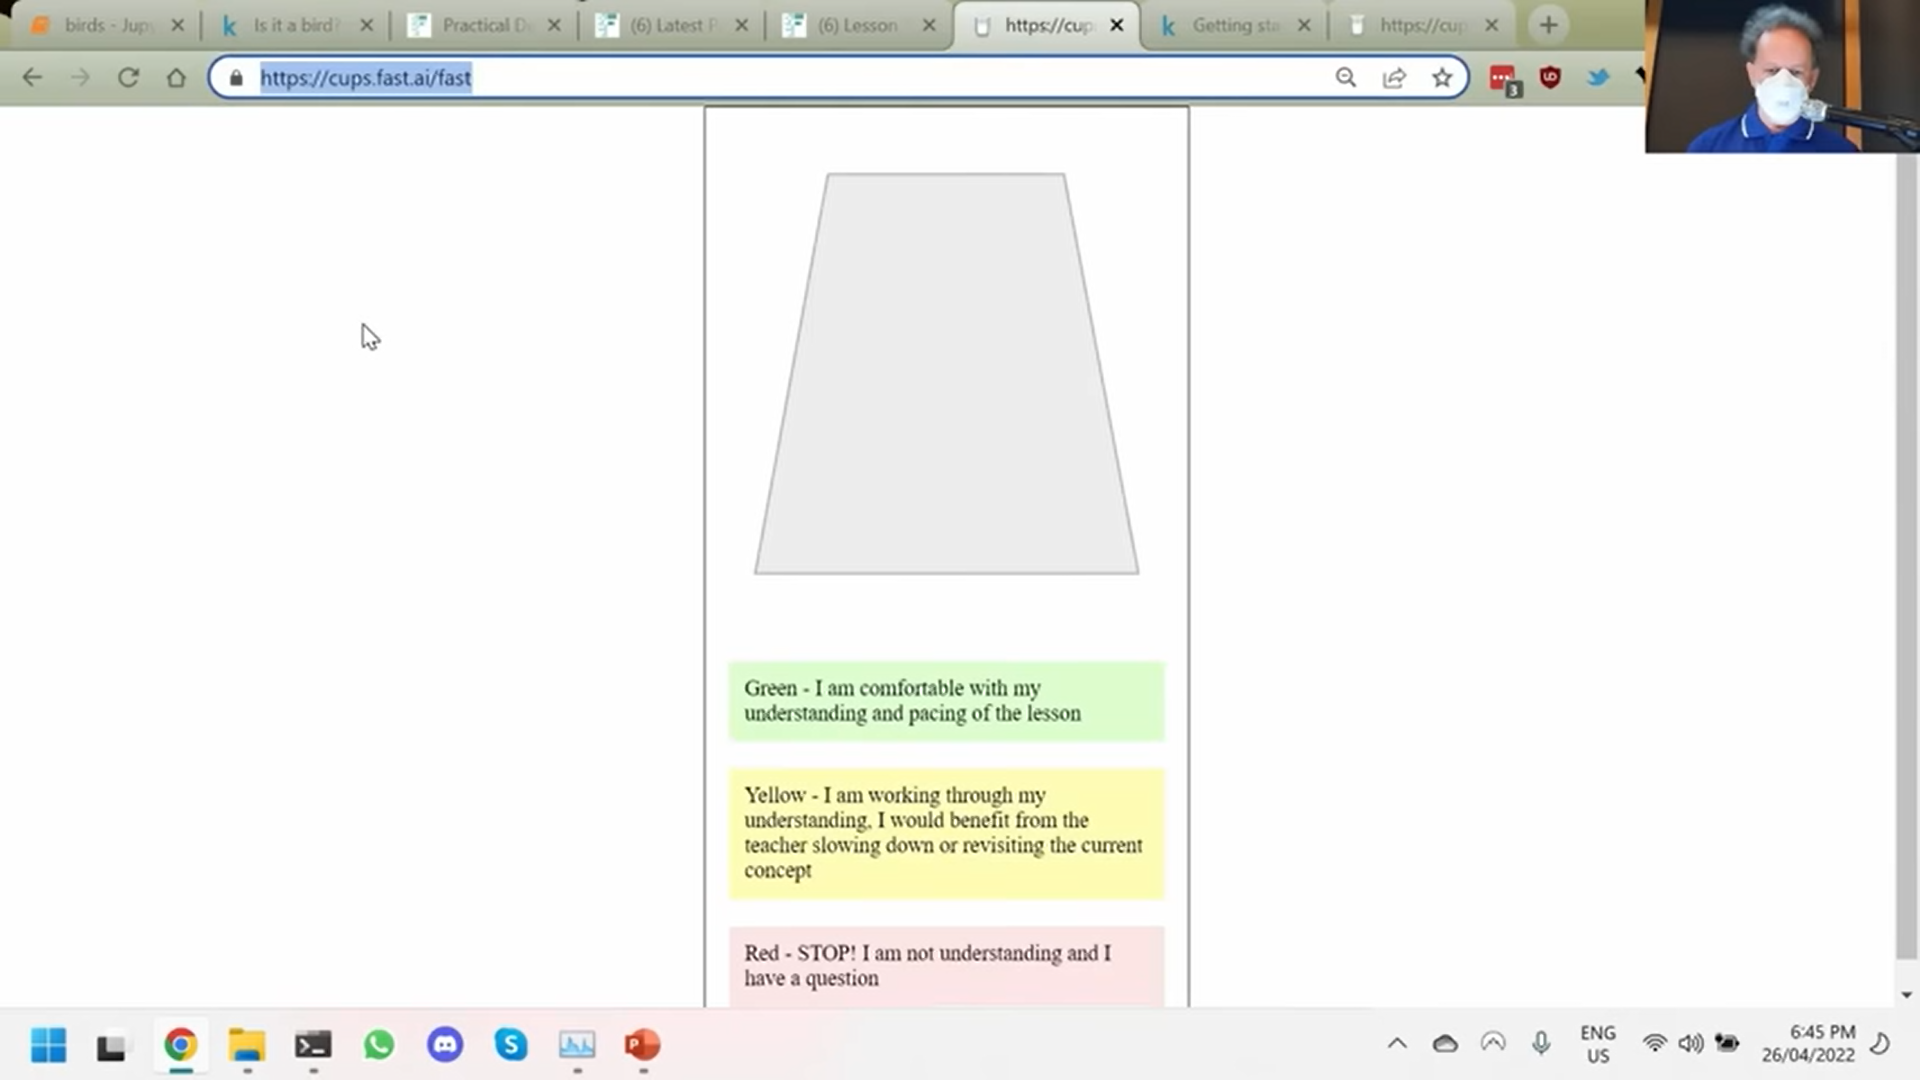 birds - Jup
Is it a bird?
Practical D
(6) Latest P
(6) Lesson
https://cup
Getting sta
https://cup
https://cups.fast.ai/fast
3
Green - I am comfortable with my
understanding and pacing of the lesson
Yellow - I am working through my
understanding, I would benefit from the
teacher slowing down or revisiting the current
concept
Red - STOP! I am not understanding and I
have a question
ENG
US
6:45 PM
26/04/2022